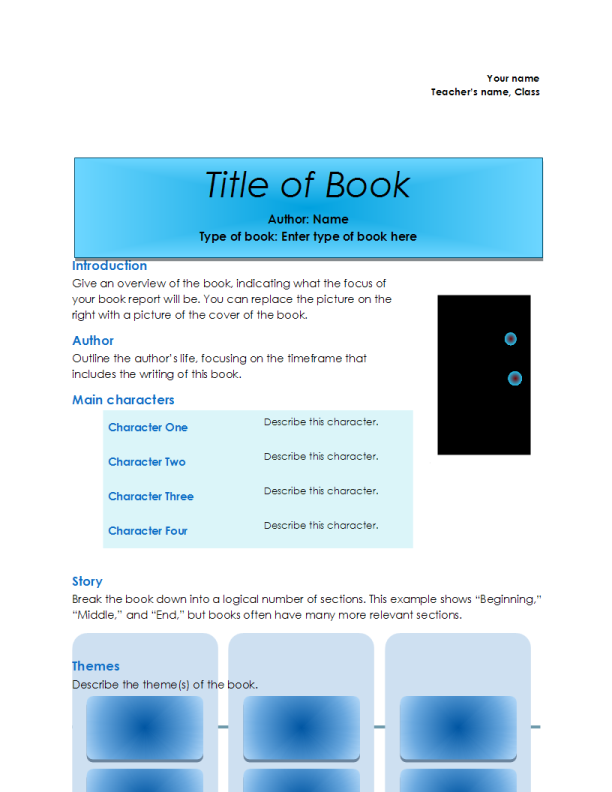 Your name
Teacher's name, Class
Title of Book
Author: Name
Type of book: Enter type of book here
Introduction
Give an overview of the book, indicating what the focus of
your book report will be. You can replace the picture on the
right with a picture of the cover of the book.
Author
Outline the author's life, focusing on the timeframe that
includes the writing of this book.
Main characters
Character One
Describe this character.
Character Two
Describe this character.
Character Three
Describe this character.
Character Four
Describe this character.
Story
Break the book down into a logical number of sections. This example shows “Beginning,”
“Middle,” and “End,” but books often have many more relevant sections.
Themes
Describe the theme(s) of the book.